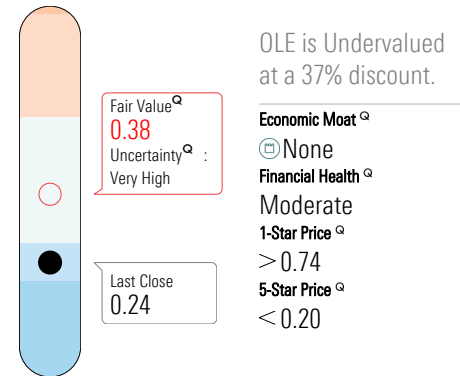 Fair Value Q
0.38
Uncertainty Q :
Very High
Last Close
0.24
OLE is Undervalued
at a 37% discount.
Economic Moat Q
None
Financial Health Q
Moderate
1-Star Price Q
>0.74
5-Star Price Q
<0.20